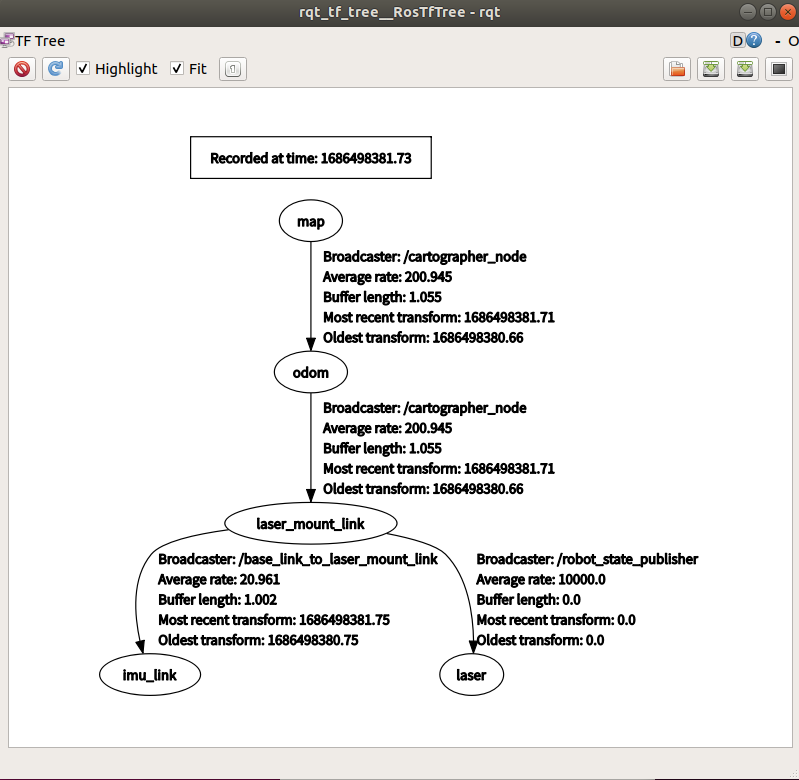 rqt_tf_tree__RosTfTree - rqt
TF Tree
D ? - O
Highlight Fit
Recorded at time: 1686498381.73
map
Broadcaster: /cartographer_node
Average rate: 200.945
Buffer length: 1.055
Most recent transform: 1686498381.71
Oldest transform: 1686498380.66
odom
Broadcaster: /cartographer_node
Average rate: 200.945
Buffer length: 1.055
Most recent transform: 1686498381.71
Oldest transform: 1686498380.66
laser_mount_link
Broadcaster: /base_link_to_laser_mount_link
Average rate: 20.961
Buffer length: 1.002
Most recent transform: 1686498381.75
Oldest transform: 1686498380.75
Broadcaster: /robot_state_publisher
Average rate: 10000.0
Buffer length: 0.0
Most recent transform: 0.0
Oldest transform: 0.0
imu_link
laser